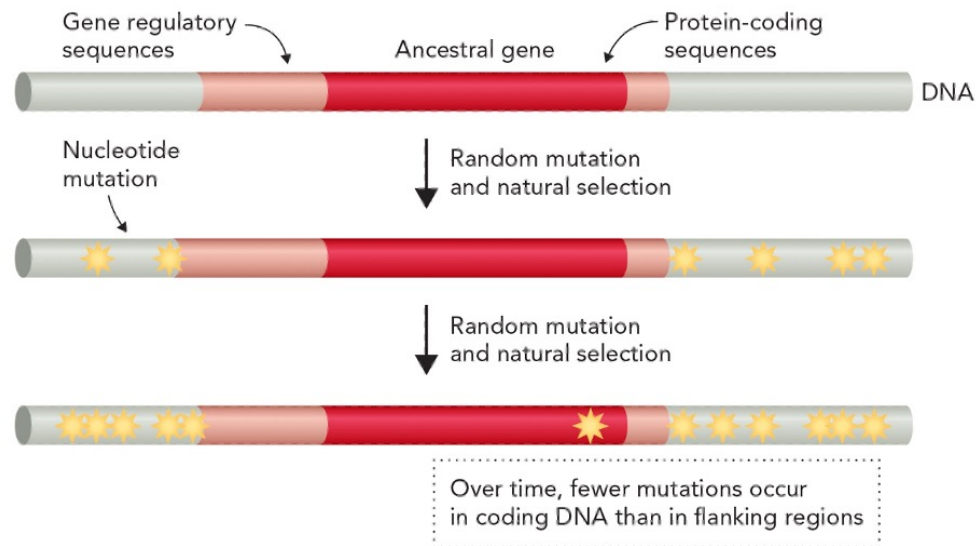 Gene regulatory
sequences
Ancestral gene
Protein-coding
sequences
DNA
Nucleotide
mutation
Random mutation
and natural selection
Random mutation
and natural selection
Over time, fewer mutations occur
in coding DNA than in flanking regions